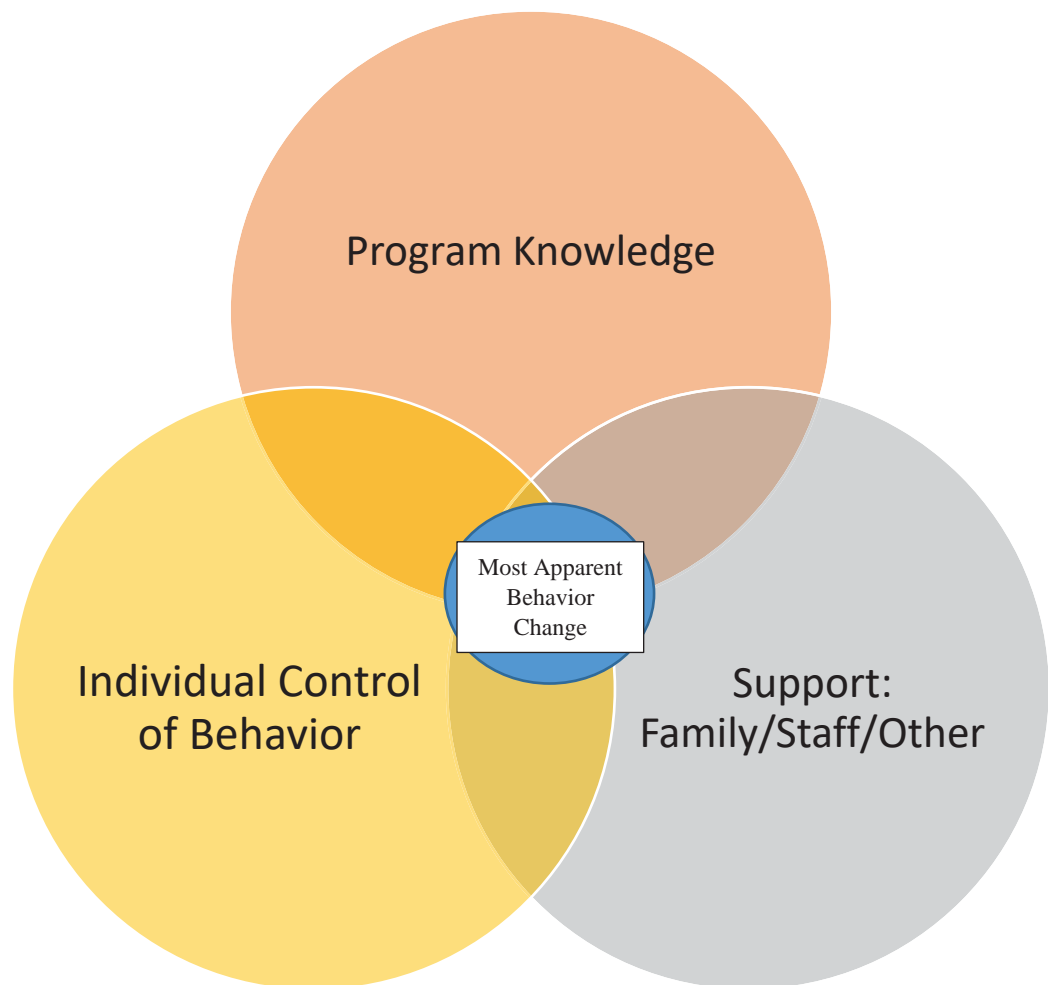 Program Knowledge
Most Apparent
Behavior
Change
Individual Control
of Behavior
Support:
Family/Staff/Other